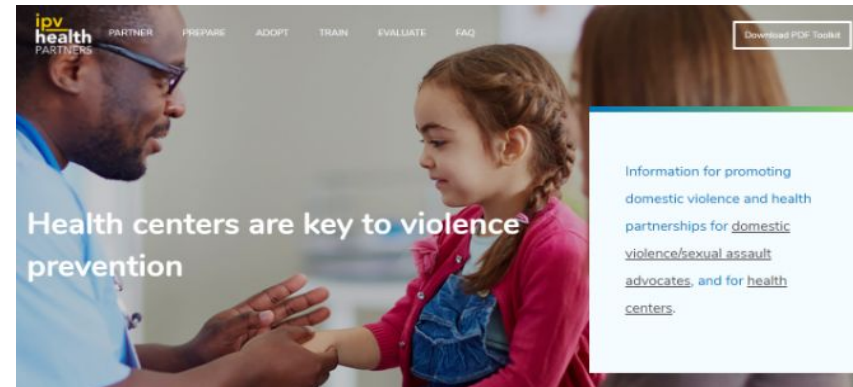 ipv
health
PARTNERS
PARTNER PREPARE ADOPT TRAIN EVALUATE FAQ
Download PDF Toolkit
Health centers are key to violence
prevention
Information for promoting
domestic violence and health
partnerships for domestic
violence/sexual assault
advocates, and for health
centers.